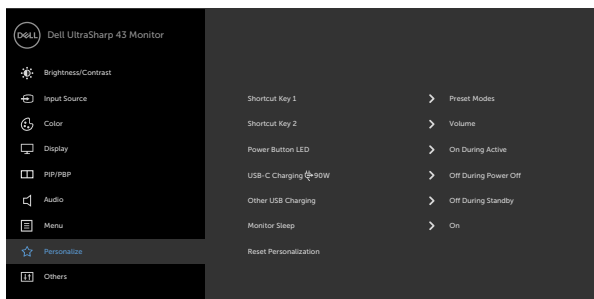 DELL Dell UltraSharp 43 Monitor
Brightness/Contrast
Input Source
Shortcut Key 1 Preset Modes
Color
Shortcut Key 2 Volume
Display
Power Button LED On During Active
PIP/PBP
USB-C Charging 90W Off During Power Off
Audio
Other USB Charging Off During Standby
Menu
Monitor Sleep On
Personalize
Reset Personalization
Others